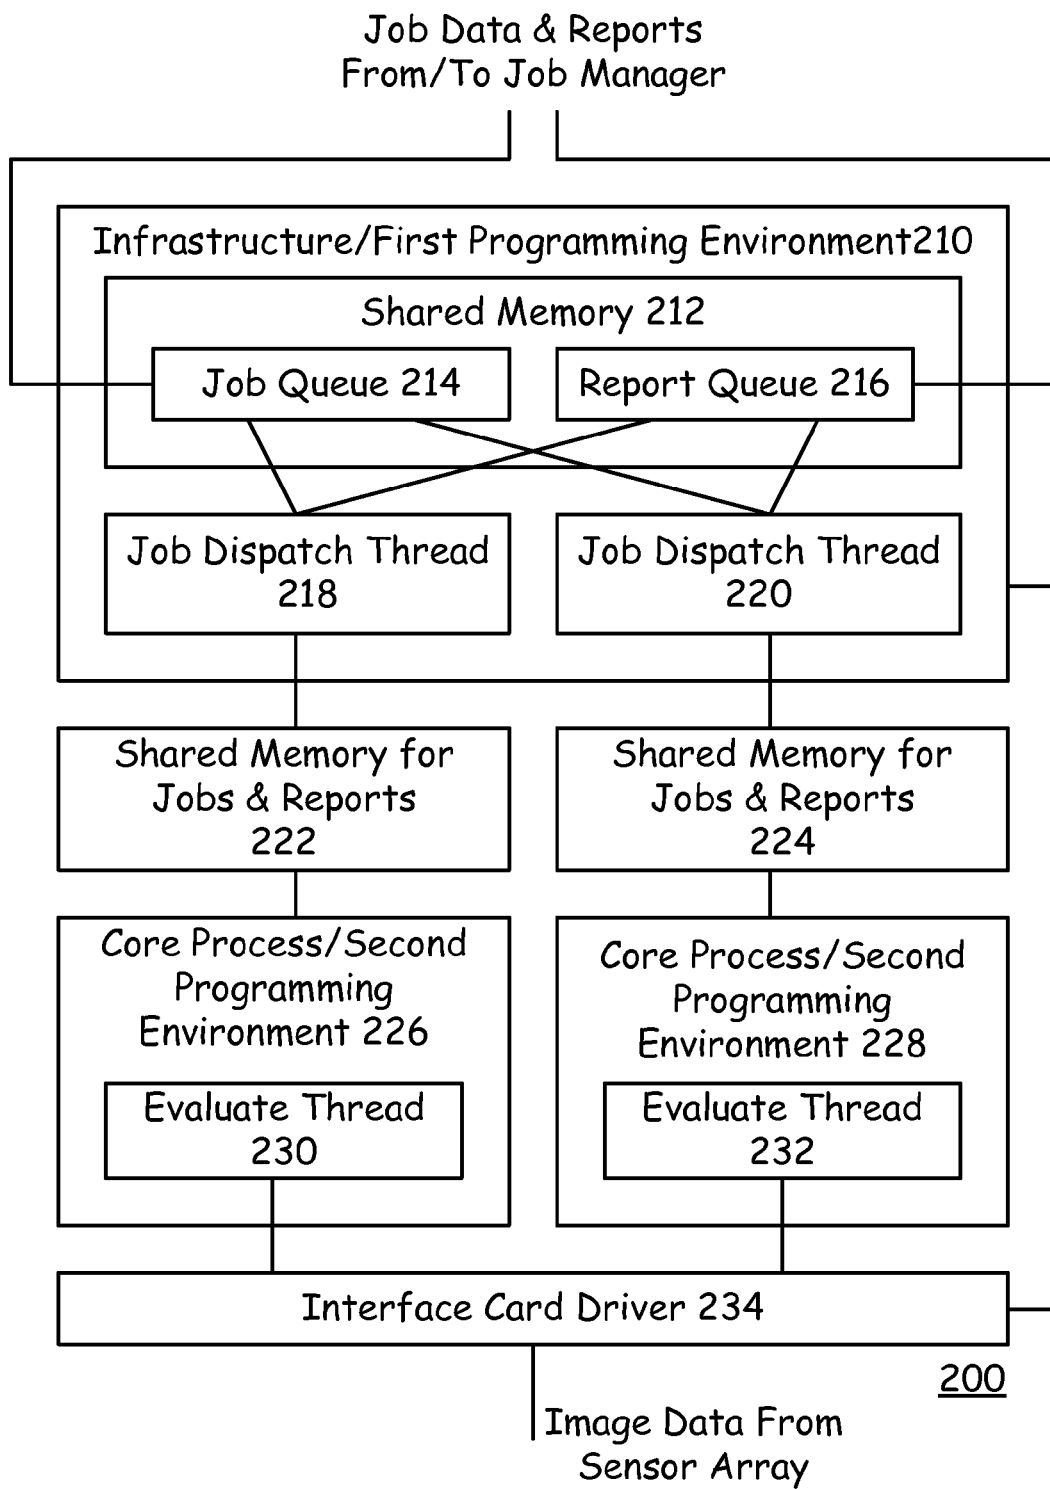 Job Data & Reports
From/To Job Manager
Infrastructure/First Programming Environment210
Shared Memory 212
Job Queue 214
Report Queue 216
Job Dispatch Thread
218
Job Dispatch Thread
220
Shared Memory for
Jobs & Reports
222
Shared Memory for
Jobs & Reports
224
Core Process/Second
Programming
Environment 226
Core Process/Second
Programming
Environment 228
Evaluate Thread
230
Evaluate Thread
232
Interface Card Driver 234
200
Image Data From
Sensor Array